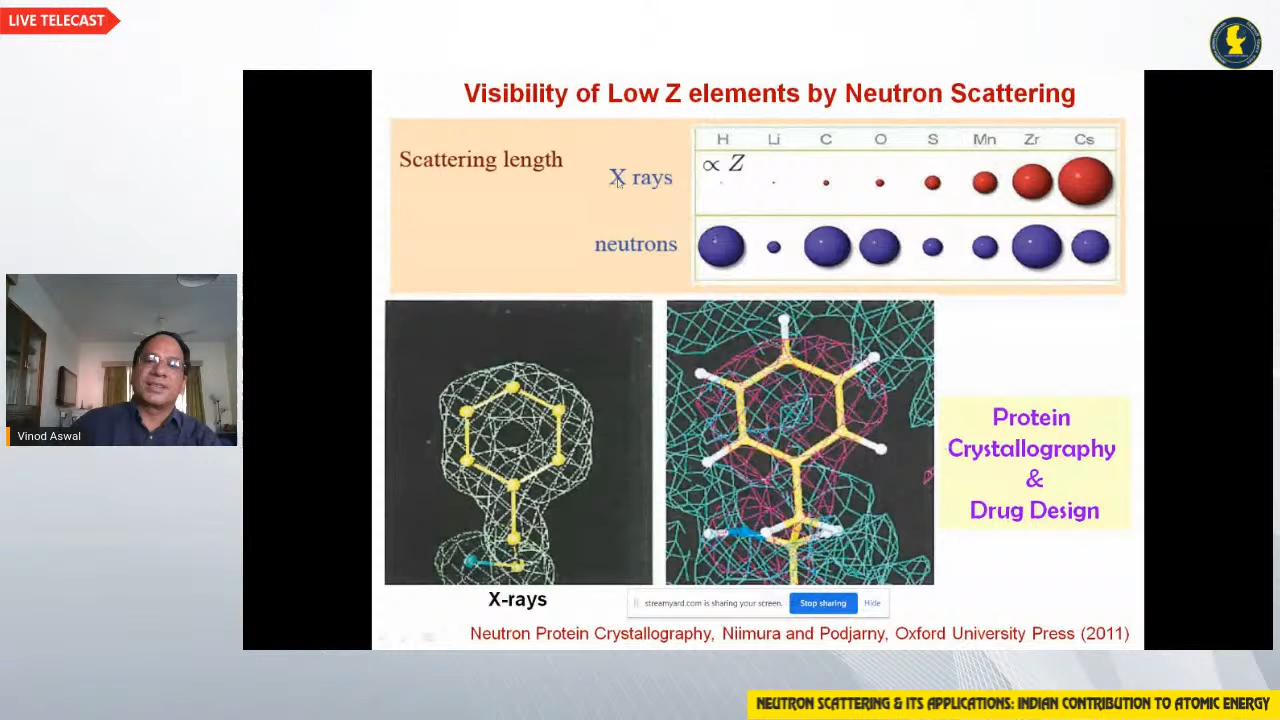 LIVE TELECAST
Visibility of Low Z elements by Neutron Scattering
H Li C O S Mn Zr Cs
Scattering length
∝ Z
X rays
neutrons
Vinod Aswal
Protein
Crystallography
&
Drug Design
X-rays
streamyard.com is sharing your screen. Stop sharing Hide
Neutron Protein Crystallography, Niimura and Podjarny, Oxford University Press (2011)
NEUTRON SCATTERING & ITS APPLICATIONS: INDIAN CONTRIBUTION TO ATOMIC ENERGY